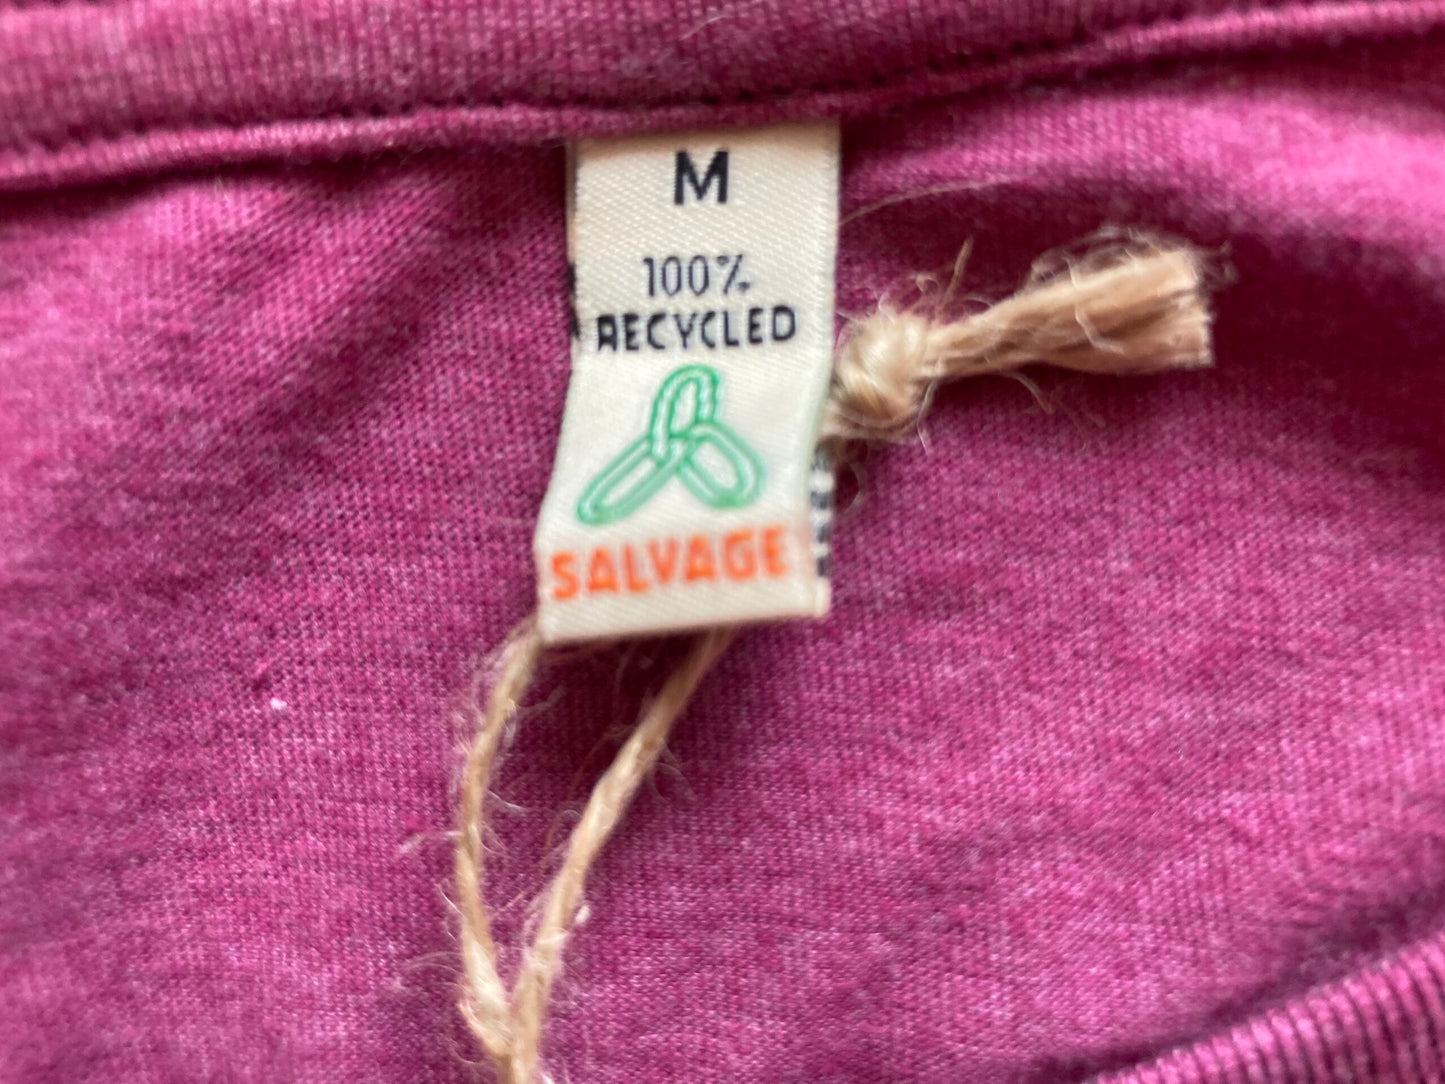 M
100%
RECYCLED
SALVAGE